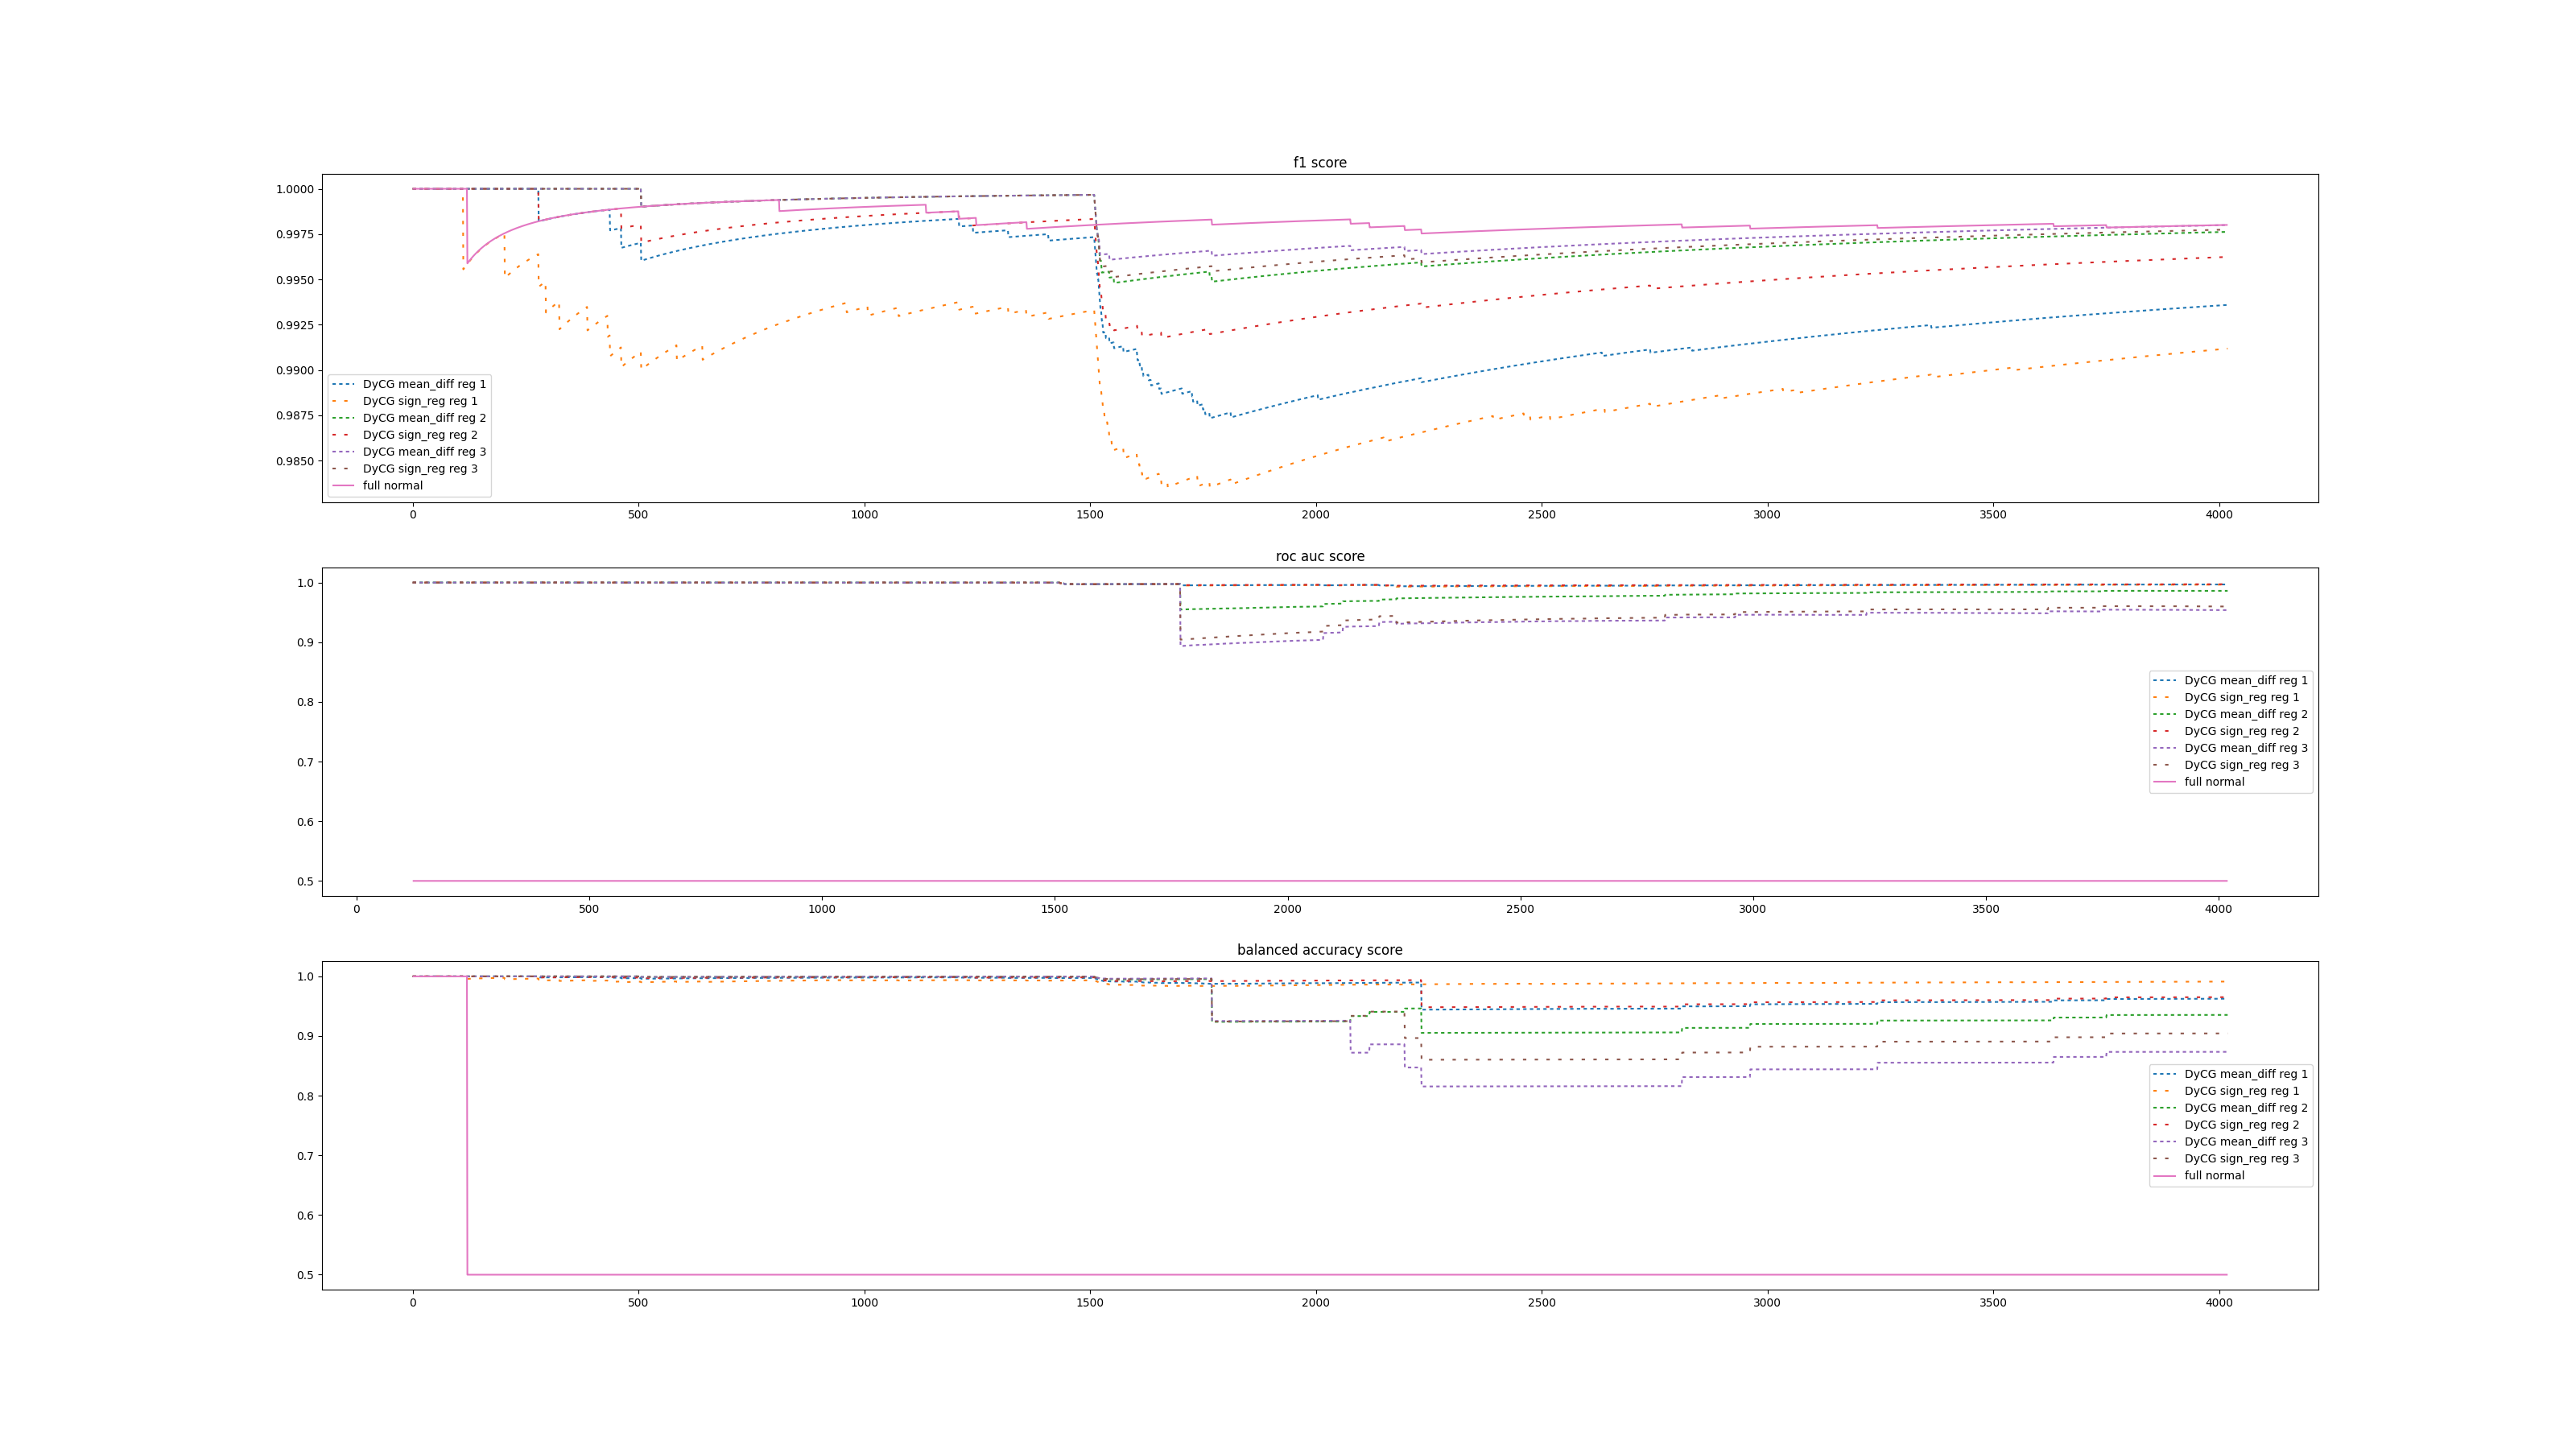 f1 score
1.0000
0.9975
0.9950
0.9925
0.9900
0.9875
0.9850
DyCG mean_diff reg 1
DyCG sign_reg reg 1
DyCG mean_diff reg 2
DyCG sign_reg reg 2
DyCG mean_diff reg 3
DyCG sign_reg reg 3
full normal
0 500 1000 1500 2000 2500 3000 3500 4000
roc auc score
1.0
0.9
0.8
0.7
0.6
0.5
DyCG mean_diff reg 1
DyCG sign_reg reg 1
DyCG mean_diff reg 2
DyCG sign_reg reg 2
DyCG mean_diff reg 3
DyCG sign_reg reg 3
full normal
0 500 1000 1500 2000 2500 3000 3500 4000
balanced accuracy score
1.0
0.9
0.8
0.7
0.6
0.5
DyCG mean_diff reg 1
DyCG sign_reg reg 1
DyCG mean_diff reg 2
DyCG sign_reg reg 2
DyCG mean_diff reg 3
DyCG sign_reg reg 3
full normal
0 500 1000 1500 2000 2500 3000 3500 4000